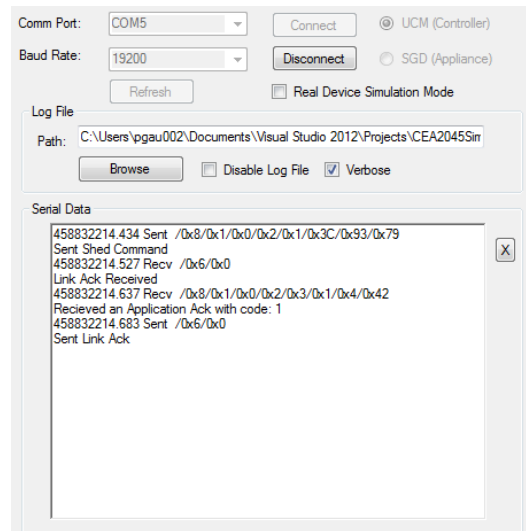 Comm Port: COM5 Connect UCM (Controller)
Baud Rate: 19200 Disconnect SGD (Appliance)
Refresh Real Device Simulation Mode
Log File
Path: C:\Users\pgau002\Documents\Visual Studio 2012\Projects\CEA2045Sim
Browse Disable Log File Verbose
Serial Data
458832214.434 Sent /0x8/0x1/0x0/0x2/0x1/0x3C/0x93/0x79
Sent Shed Command
458832214.527 Recv /0x6/0x0
Link Ack Received
458832214.637 Recv /0x8/0x1/0x0/0x2/0x3/0x1/0x4/0x42
Recieved an Application Ack with code: 1
458832214.683 Sent /0x6/0x0
Sent Link Ack
X